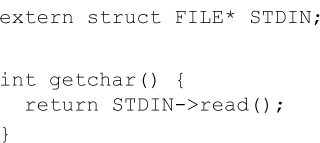 extern struct FILE* STDIN;
int getchar() {
  return STDIN->read();
}